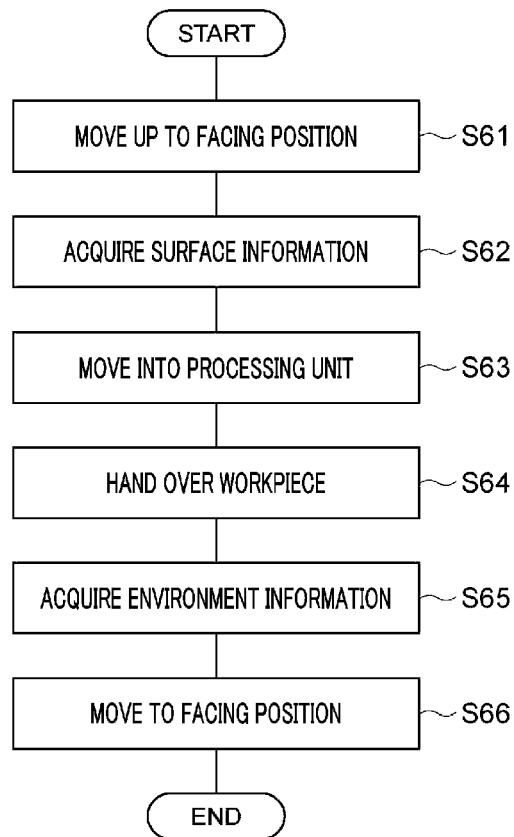 START
MOVE UP TO FACING POSITION S61
ACQUIRE SURFACE INFORMATION S62
MOVE INTO PROCESSING UNIT S63
HAND OVER WORKPIECE S64
ACQUIRE ENVIRONMENT INFORMATION S65
MOVE TO FACING POSITION S66
END